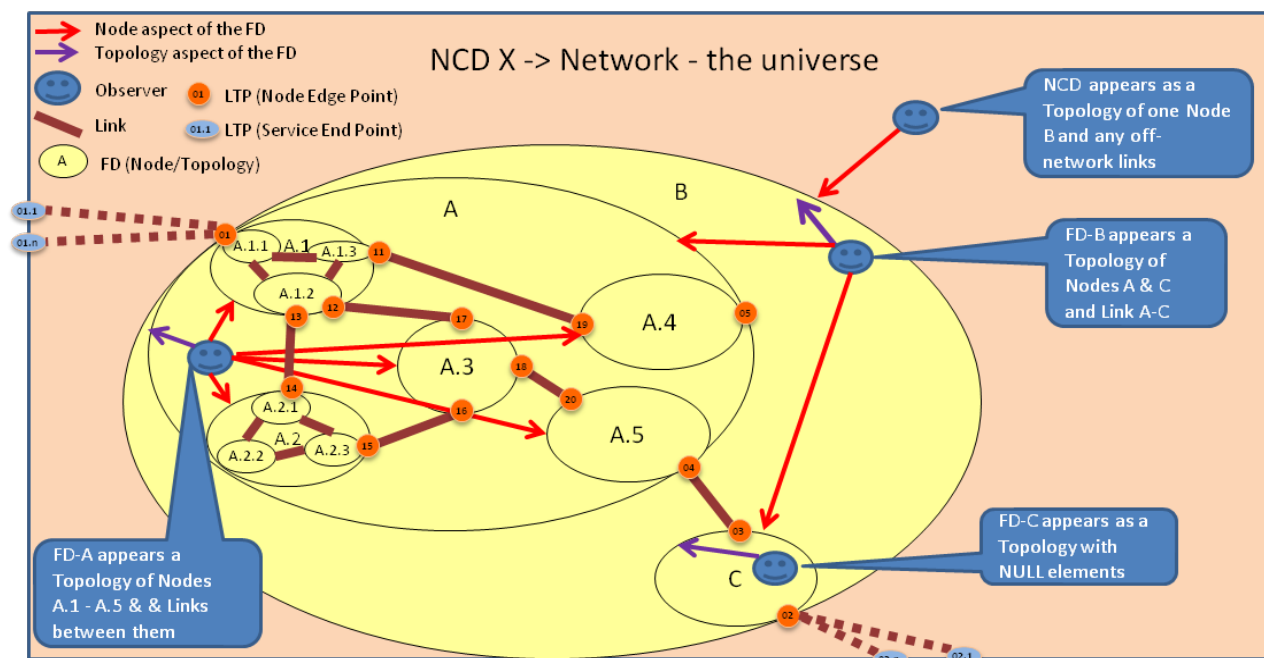 Node aspect of the FD
Topology aspect of the FD
Observer
01
LTP (Node Edge Point)
Link
01.1
LTP (Service End Point)
A
FD (Node/Topology)
NCD X -> Network - the universe
NCD appears as a
Topology of one Node
B and any off-
network links
FD-B appears a
Topology of
Nodes A & C
and Link A-C
B
A
01.1
01.n
01
A.1.1
A.1
A.1.3
11
A.1.2
12
13
17
19
A.4
05
A.3
18
14
20
A.2.1
16
A.5
A.2
15
A.2.2
A.2.3
04
03
C
02
02.1
FD-A appears a
Topology of Nodes
A.1 - A.5 & & Links
between them
FD-C appears as a
Topology with
NULL elements